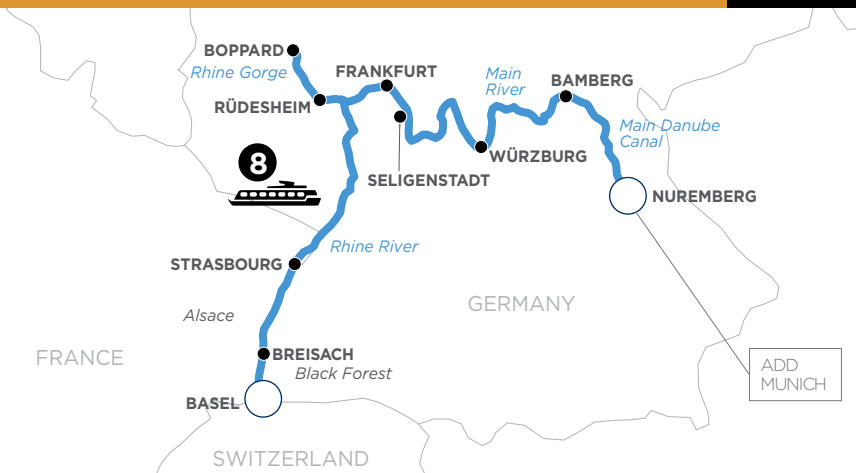 BOPPARD
Rhine Gorge
FRANKFURT
Main
River
BAMBERG
RÜDESHEIM
Main Danube
Canal
8
WÜRZBURG
SELIGENSTADT
NUREMBERG
Rhine River
STRASBOURG
GERMANY
Alsace
FRANCE
BREISACH
Black Forest
ADD
MUNICH
BASEL
SWITZERLAND